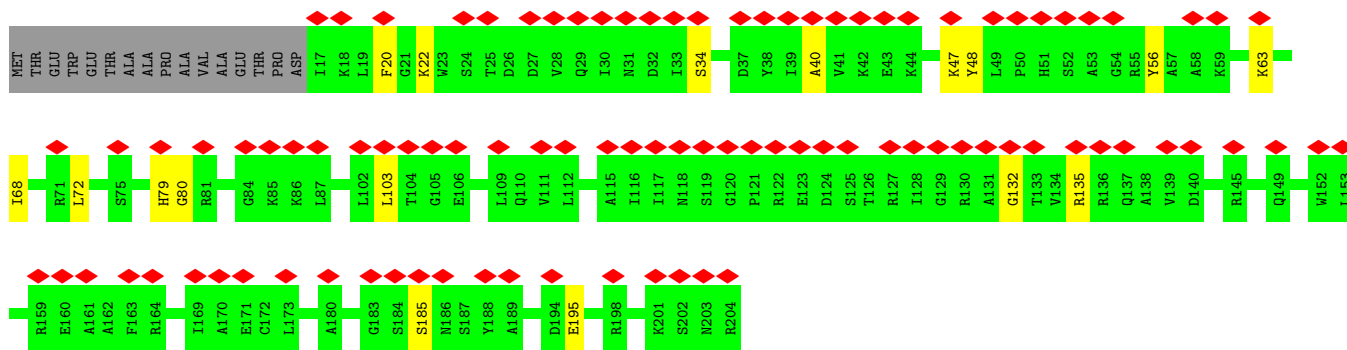 MET THR GLU TRP GLU THR ALA ALA PRO ALA VAL ALA GLU THR PRO ASP I17 K18 L19 F20 G21 K22 W23 S24 T25 D26 D27 V28 Q29 I30 N31 D32 I33 S34 D37 Y38 I39 A40 V41 K42 E43 K44 K47 Y48 L49 P50 H51 S52 A53 G54 R55 Y56 A57 A58 K59 K63
I68 R71 L72 S75 H79 G80 R81 G84 K85 K86 L87 L102 L103 T104 G105 E106 L109 Q110 V111 L112 A115 I116 I117 N118 S119 G120 P121 R122 E123 D124 S125 T126 R127 I128 G129 R130 A131 G132 T133 V134 R135 R136 Q137 A138 V139 D140 R145 Q149 W152 I153
R159 E160 A161 A162 F163 R164 I169 A170 E171 C172 L173 A180 G183 S184 S185 N186 S187 Y188 A189 D194 E195 R198 K201 S202 N203 R204